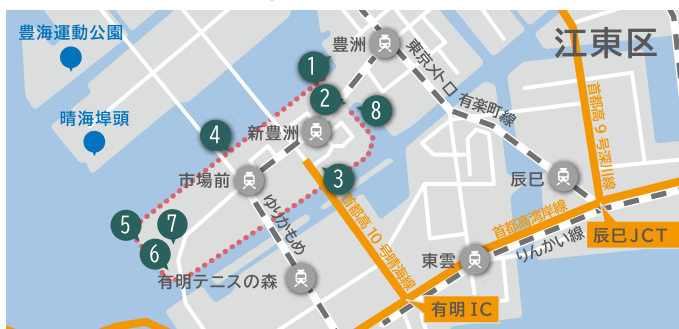 豊海運動公園
豊洲
江東区
東京メトロ 有楽町線
首都高9号深川線
1
2
8
晴海埠頭
4
新豊洲
市場前
3
辰巳
ゆりかもめ
首都高10号晴海線
首都高湾岸線
りんかい線
辰巳JCT
5
7
6
有明テニスの森
東雲
有明IC